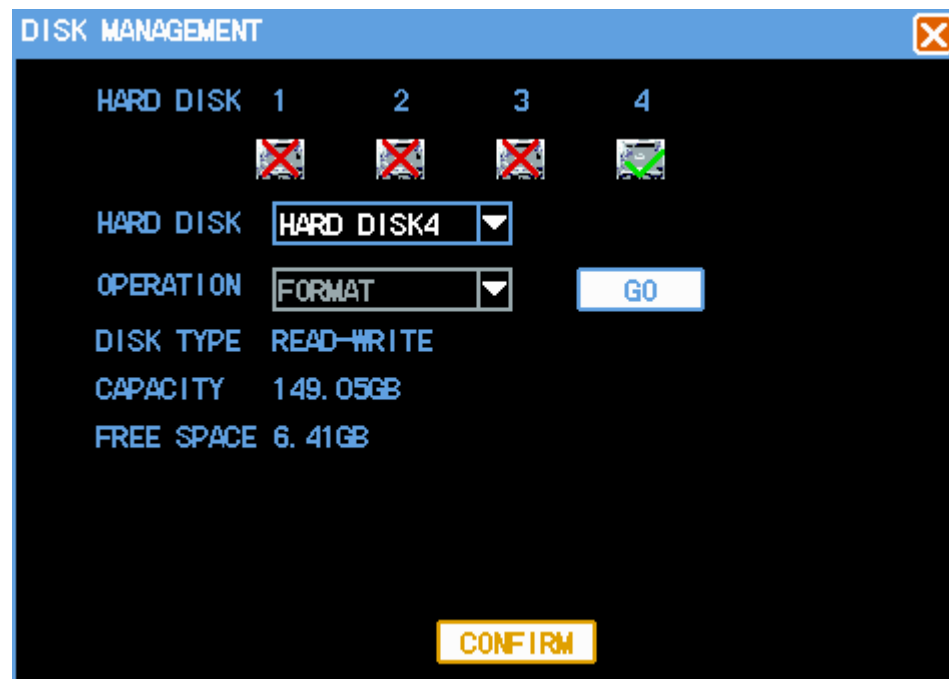 DISK MANAGEMENT
HARD DISK 1 2 3 4
HARD DISK HARD DISK4
OPERATION FORMAT GO
DISK TYPE READ-WRITE
CAPACITY 149.05GB
FREE SPACE 6.41GB
CONFIRM